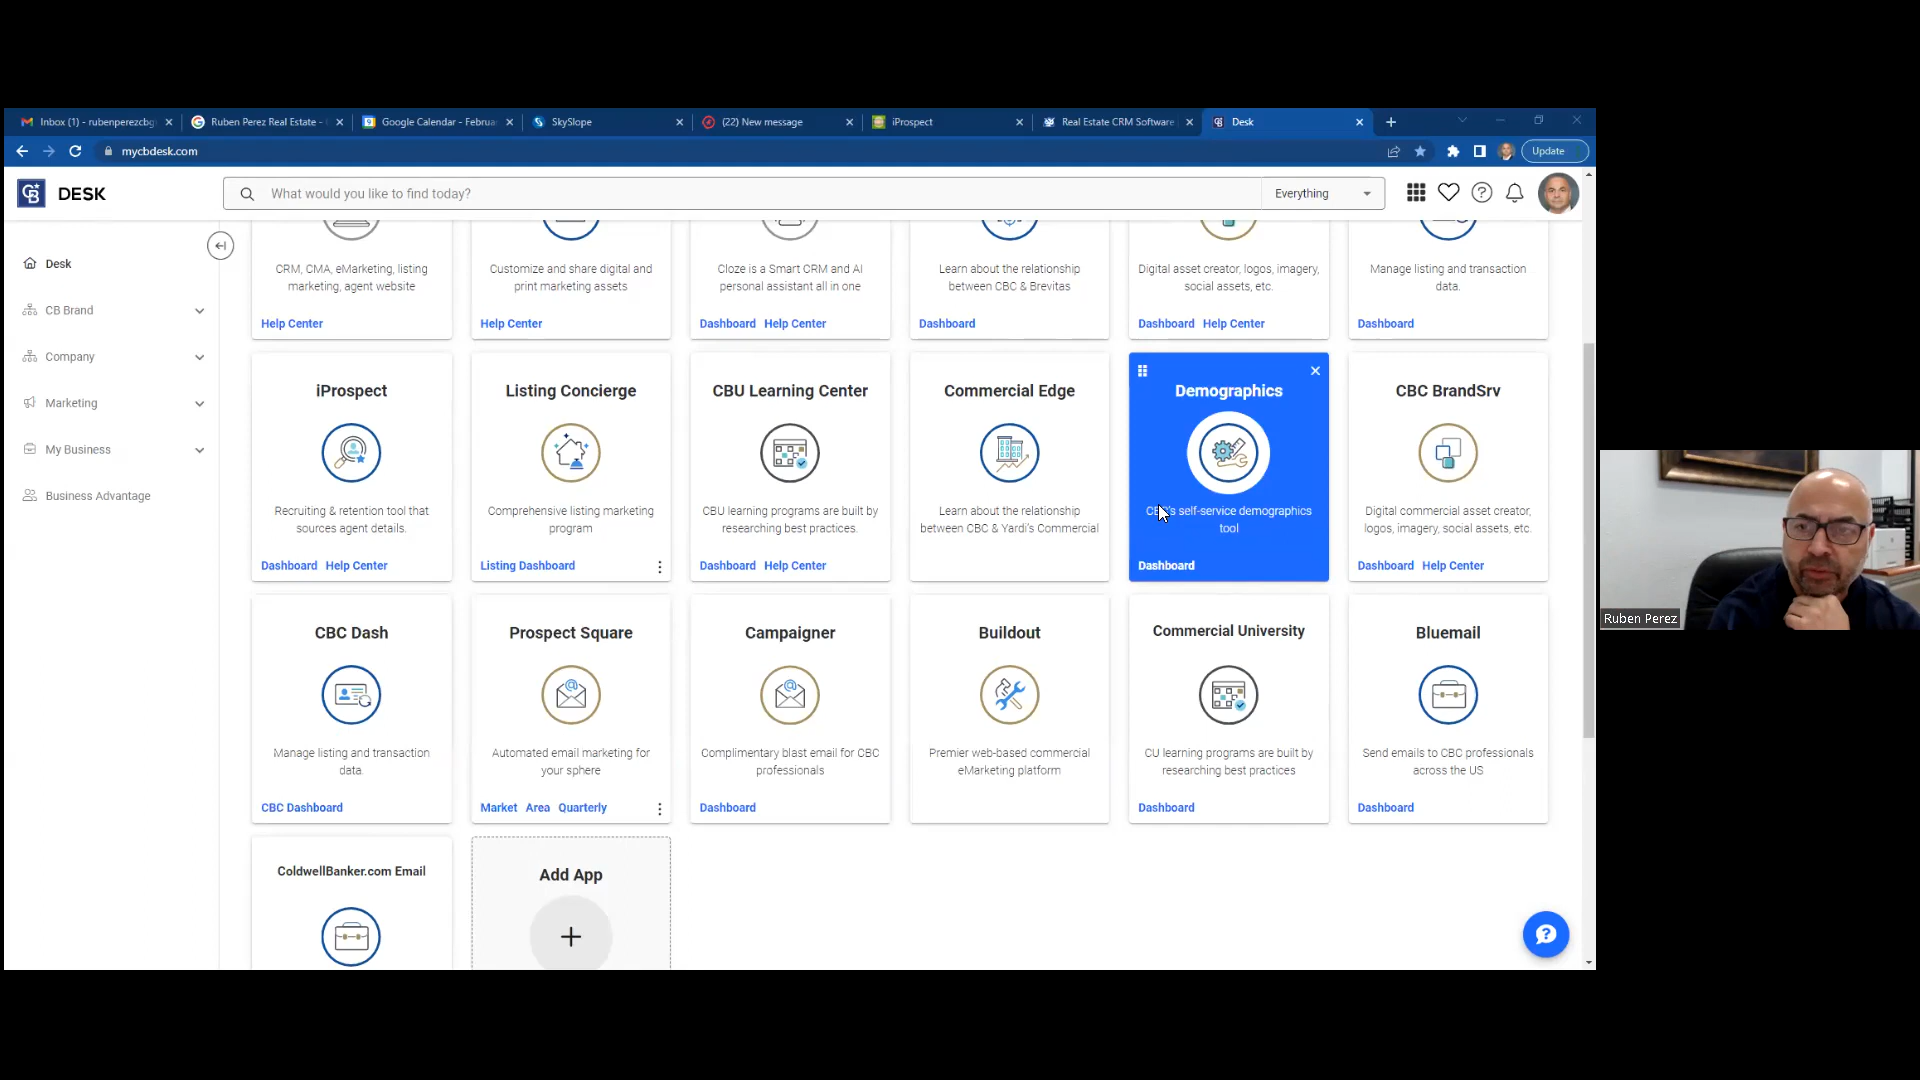 Inbox (1) - rubenperezcbg
Ruben Perez Real Estate -
Google Calendar - Februa
SkySlope
(22) New message
iProspect
Real Estate CRM Software
Desk
mycbdesk.com
Update
CB
DESK
What would you like to find today?
Everything
Desk
CB Brand
Company
Marketing
My Business
Business Advantage
CRM, CMA, eMarketing, listing
marketing, agent website
Help Center
Customize and share digital and
print marketing assets
Help Center
Cloze is a Smart CRM and AI
personal assistant all in one
Dashboard Help Center
Learn about the relationship
between CBC & Brevitas
Dashboard
Digital asset creator, logos, imagery,
social assets, etc.
Dashboard Help Center
Manage listing and transaction
data.
Dashboard
iProspect
Recruiting & retention tool that
sources agent details.
Dashboard Help Center
Listing Concierge
Comprehensive listing marketing
program
Listing Dashboard
CBU Learning Center
CBU learning programs are built by
researching best practices.
Dashboard Help Center
Commercial Edge
Learn about the relationship
between CBC & Yardi's Commercial
Demographics
CBC's self-service demographics
tool
Dashboard
CBC BrandSrv
Digital commercial asset creator,
logos, imagery, social assets, etc.
Dashboard Help Center
CBC Dash
Manage listing and transaction
data.
CBC Dashboard
Prospect Square
Automated email marketing for
your sphere
Market Area Quarterly
Campaigner
Complimentary blast email for CBC
professionals
Dashboard
Buildout
Premier web-based commercial
eMarketing platform
Commercial University
CU learning programs are built by
researching best practices
Dashboard
Bluemail
Send emails to CBC professionals
across the US
Dashboard
ColdwellBanker.com Email
Add App
Ruben Perez